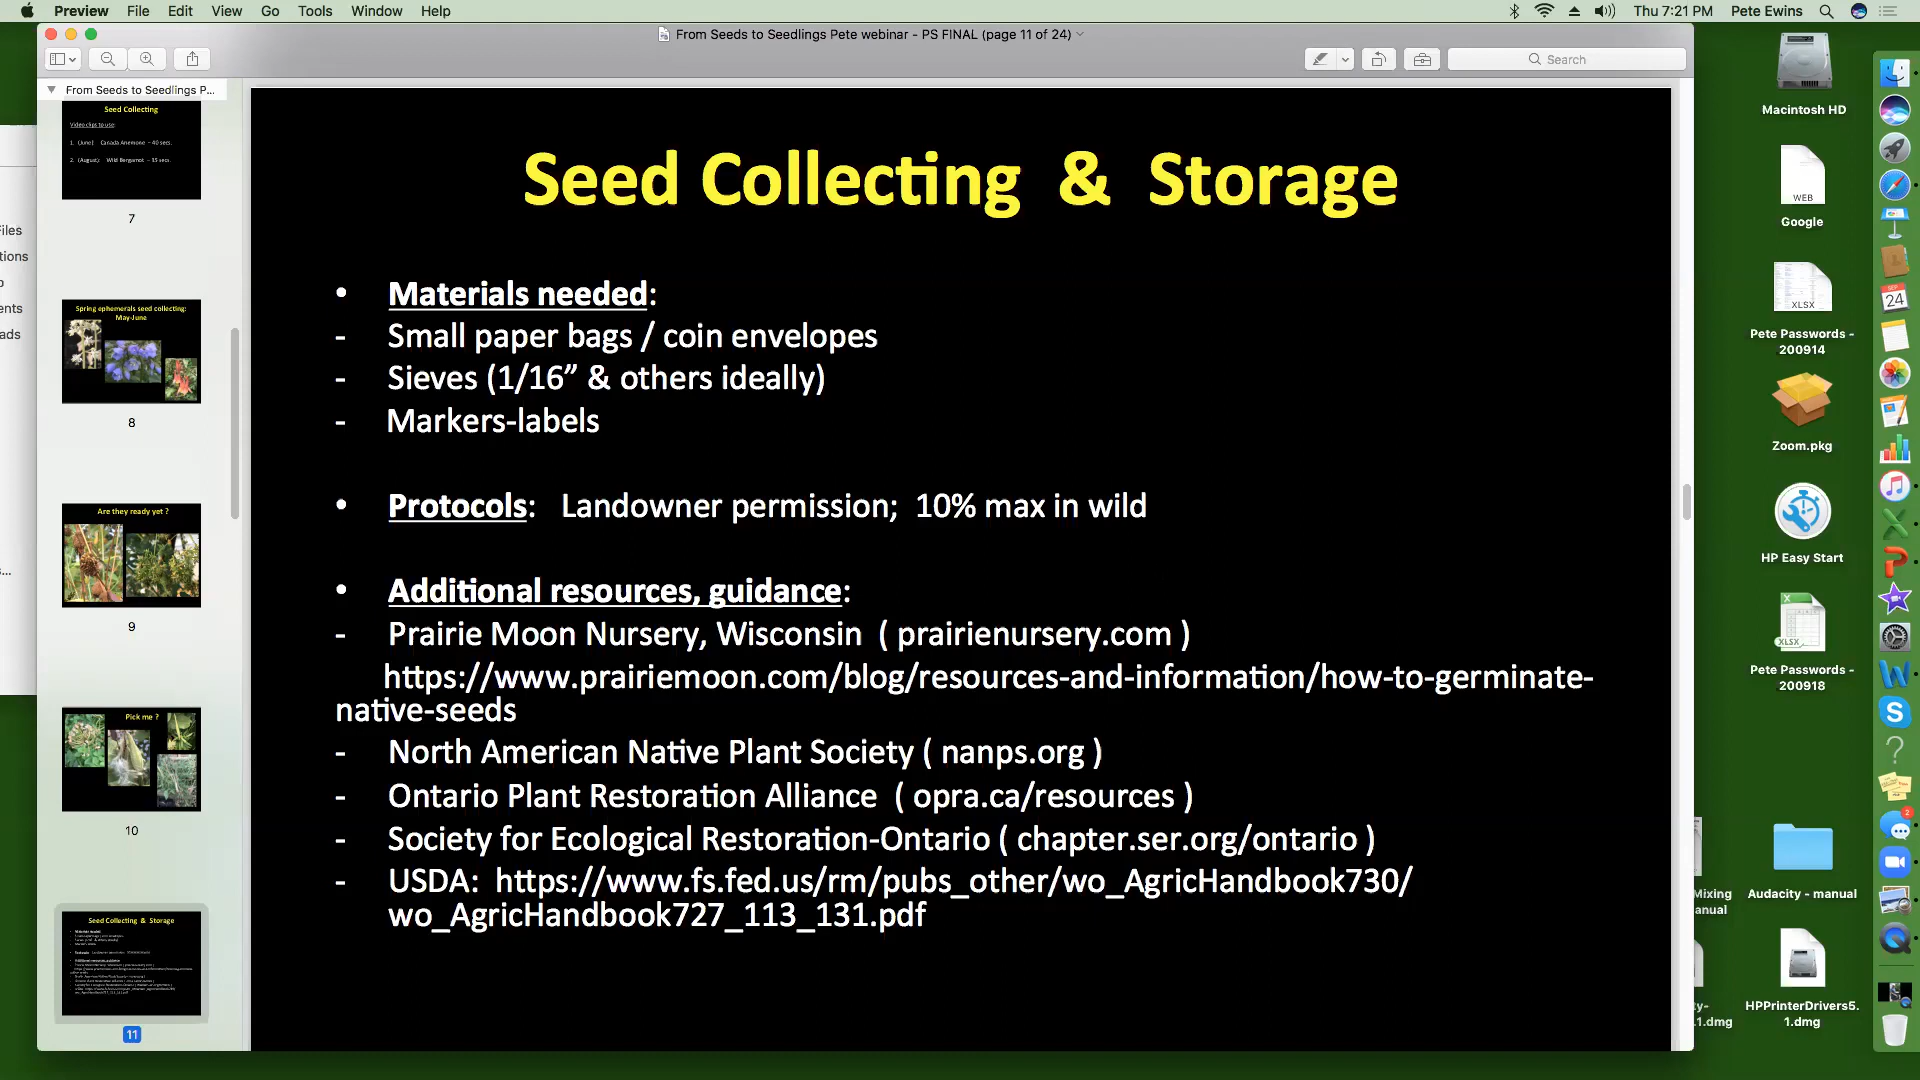 Preview File Edit View Go Tools Window Help
Thu 7:21 PM Pete Ewins
From Seeds to Seedlings Pete webinar - PS FINAL (page 11 of 24)
Search
From Seeds to Seedlings P...
Seed Collecting
Video clips to use:
1. (June): Canada Anemone - 40 secs.
2. (August): Wild Bergamot - 35 secs.
7
Spring ephemerals seed collecting:
May-June
8
Are they ready yet ?
9
Pick me ?
10
Seed Collecting & Storage
11
Seed Collecting & Storage
• Materials needed:
- Small paper bags / coin envelopes
- Sieves (1/16” & others ideally)
- Markers-labels
• Protocols: Landowner permission; 10% max in wild
• Additional resources, guidance:
- Prairie Moon Nursery, Wisconsin ( prairienursery.com )
https://www.prairiemoon.com/blog/resources-and-information/how-to-germinate-
native-seeds
- North American Native Plant Society ( nanps.org )
- Ontario Plant Restoration Alliance ( opra.ca/resources )
- Society for Ecological Restoration-Ontario ( chapter.ser.org/ontario )
- USDA: https://www.fs.fed.us/rm/pubs_other/wo_AgricHandbook730/
wo_AgricHandbook727_113_131.pdf
Macintosh HD
WEB
Google
XLSX
Pete Passwords -
200914
Zoom.pkg
HP Easy Start
XLSX
Pete Passwords -
200918
Audacity - manual
Mixing
anual
HPPrinterDrivers5.
1.dmg
ty-
.1.dmg
SEP
24
2